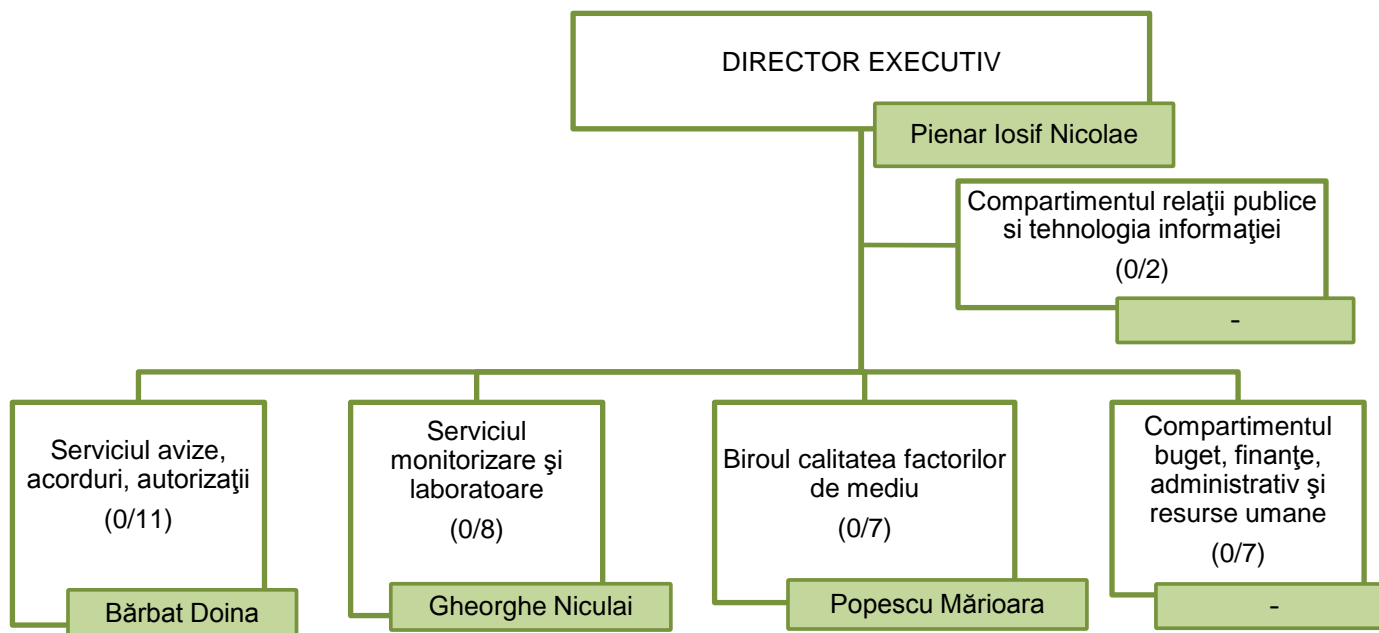 DIRECTOR EXECUTIV
Pienar Iosif Nicolae
Compartimentul relaţii publice
si tehnologia informaţiei
(0/2)
-
Serviciul avize,
acorduri, autorizaţii
(0/11)
Bărbat Doina
Serviciul
monitorizare şi
laboratoare
(0/8)
Gheorghe Niculai
Biroul calitatea factorilor
de mediu
(0/7)
Popescu Mărioara
Compartimentul
buget, finanţe,
administrativ şi
resurse umane
(0/7)
-